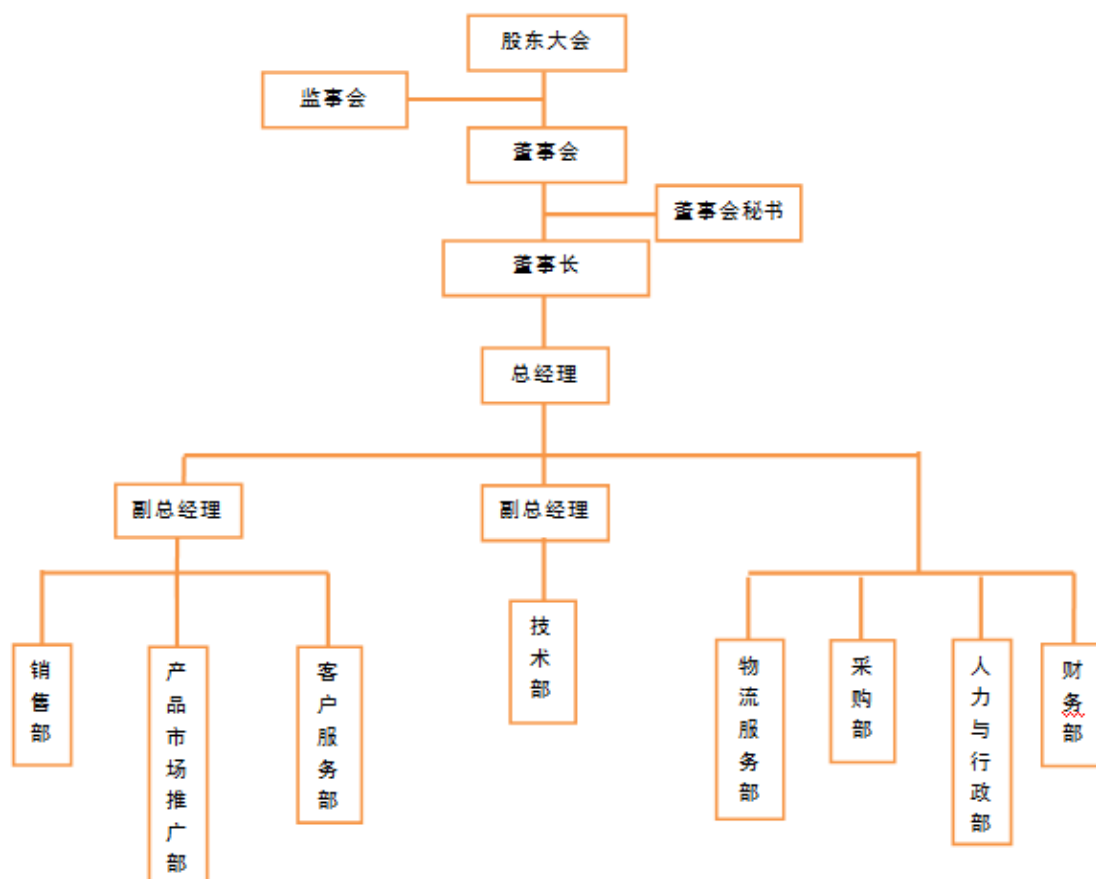 股东大会
监事会
董事会
董事会秘书
董事长
总经理
副总经理
副总经理
销售部
产品市场推广部
客户服务部
技术部
物流服务部
采购部
人力与行政部
财务部